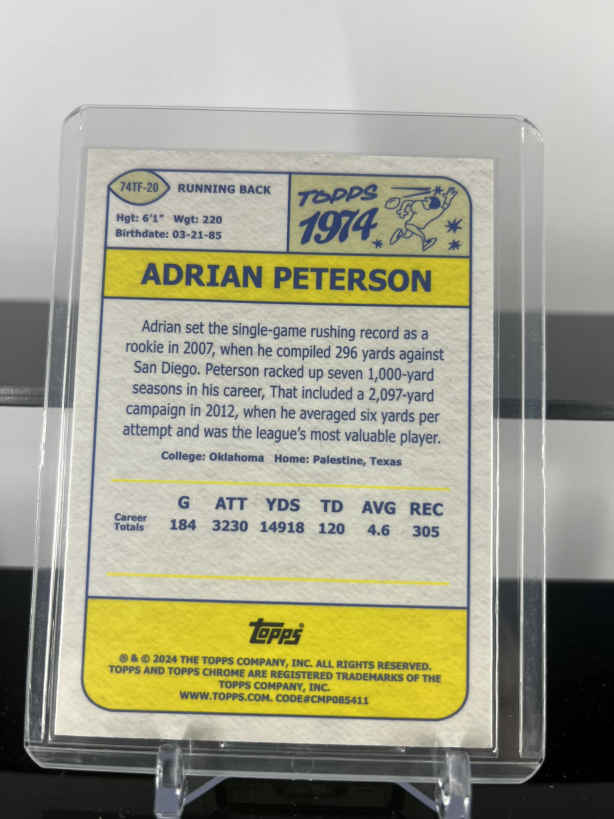 74TF-20 RUNNING BACK
Hgt: 6'1" Wgt: 220
Birthdate: 03-21-85
TOPPS
1974
ADRIAN PETERSON
Adrian set the single-game rushing record as a
rookie in 2007, when he compiled 296 yards against
San Diego. Peterson racked up seven 1,000-yard
seasons in his career, That included a 2,097-yard
campaign in 2012, when he averaged six yards per
attempt and was the league's most valuable player.
College: Oklahoma Home: Palestine, Texas
G ATT YDS TD AVG REC
Career
Totals 184 3230 14918 120 4.6 305
topps
® & © 2024 THE TOPPS COMPANY, INC. ALL RIGHTS RESERVED.
TOPPS AND TOPPS CHROME ARE REGISTERED TRADEMARKS OF THE
TOPPS COMPANY, INC.
WWW.TOPPS.COM. CODE#CMP085411